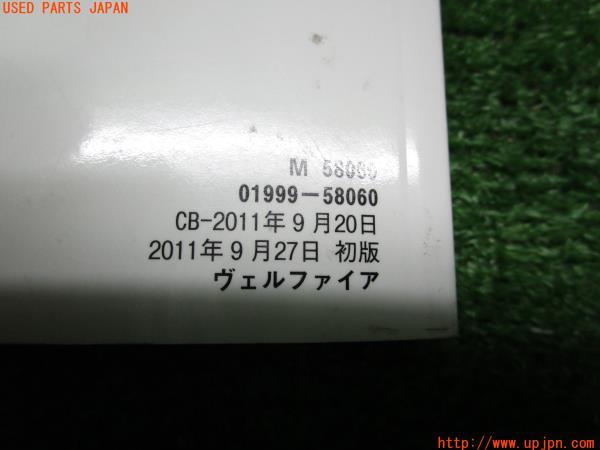 USED PARTS JAPAN
M 58060
01999-58060
CB-2011年9月20日
2011年9月27日 初版
ヴェルファイア
http://www.upjpn.com/